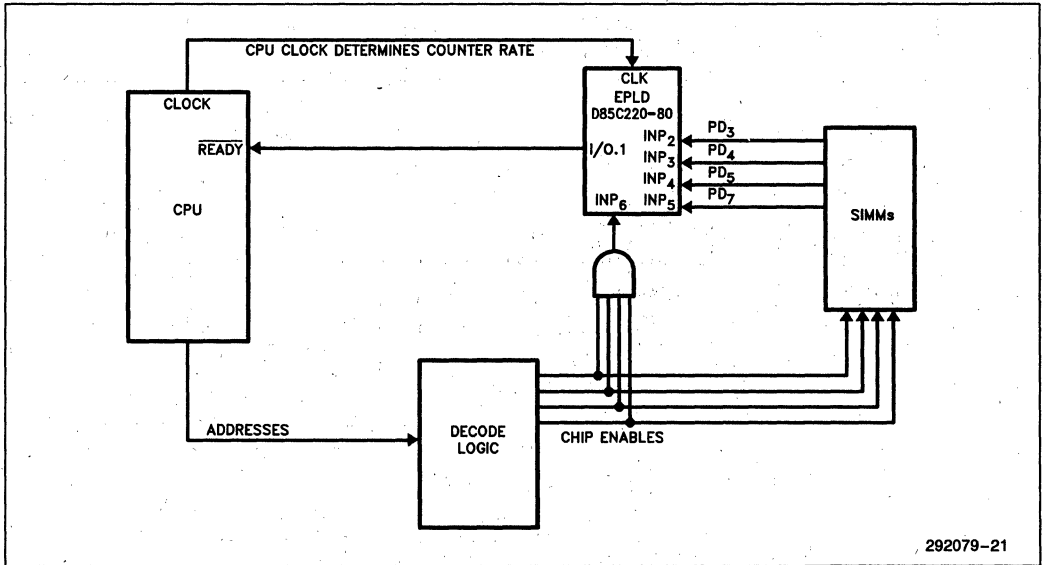 CPU CLOCK DETERMINES COUNTER RATE
CLOCK
READY
CPU
CLK
EPLD
D85C220-80
I/O.1
INP2
INP3
INP4
INP5
INP6
PD3
PD4
PD5
PD7
SIMMs
ADDRESSES
DECODE
LOGIC
CHIP ENABLES
292079-21